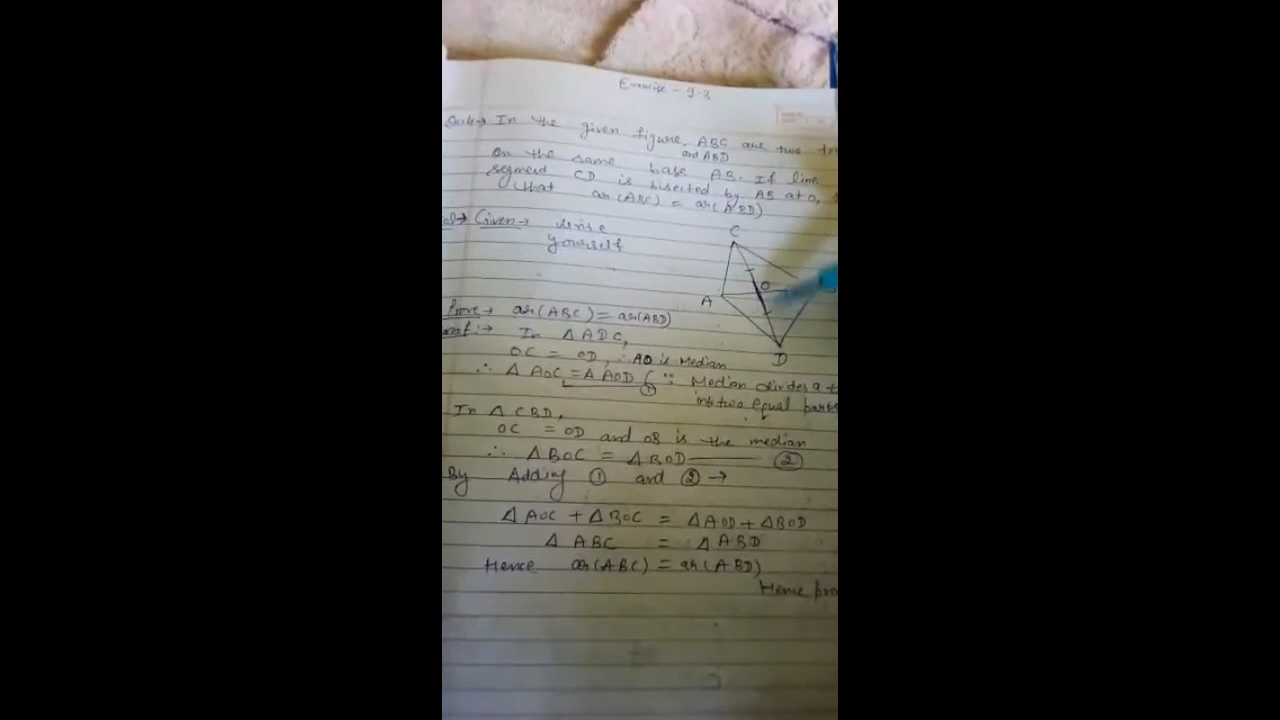 Exercise - 9.3
In the given figure, ABC are two
and ABD
on the same base AB. If line
segment CD is bisected by AB at O,
that ar (ABC) = ar(ABD)
Given → write
yourself
C
O
A
D
Prove → ar(ABC) = ar(ABD)
In △ ADC,
OC = OD, ∴ AO is Median
∴ △ AOC = △ AOD ① (∵ Median divides a
into two equal parts
In △ CBD,
OC = OD and OB is the median
∴ △ BOC = △ BOD — ②
By Adding ① and ② →
△ AOC + △ BOC = △ AOD + △ BOD
△ ABC = △ ABD
Hence ar(ABC) = ar(ABD)
Hence